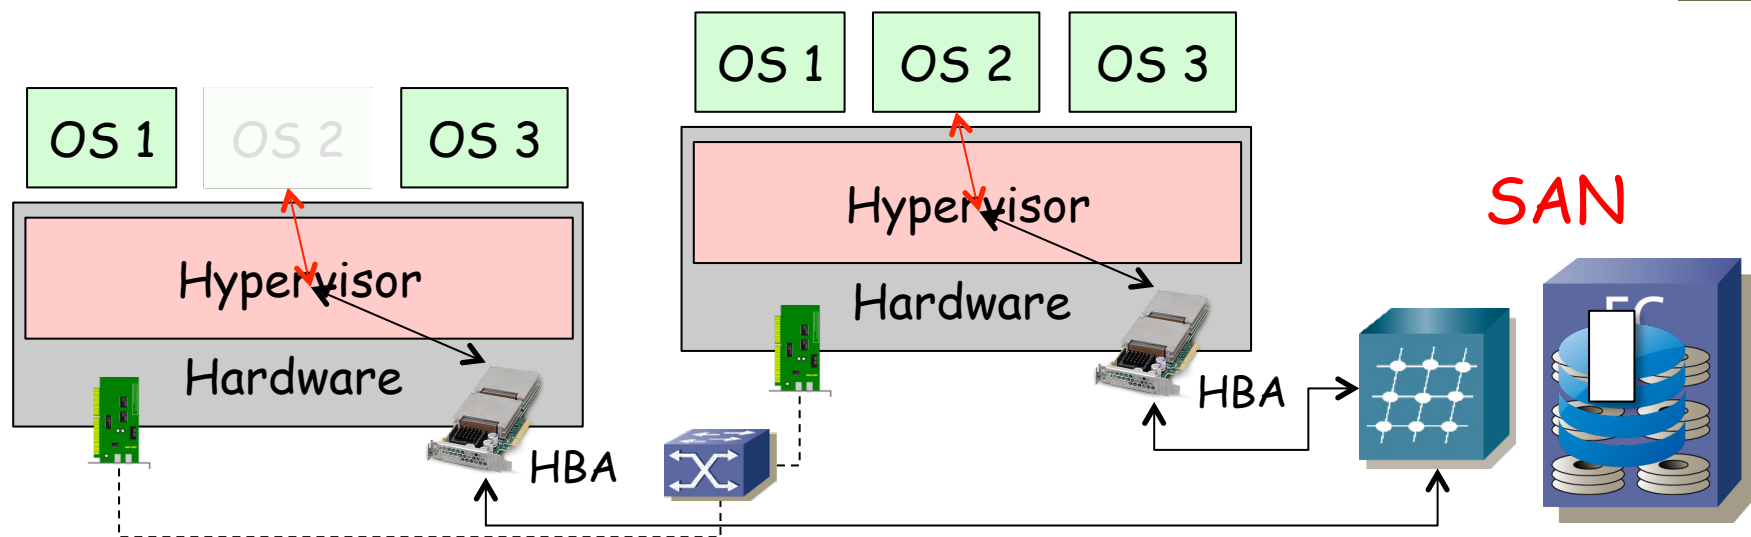 OS 1
OS 2
OS 3
Hypervisor
Hardware
HBA
OS 1
OS 2
OS 3
Hypervisor
Hardware
HBA
SAN